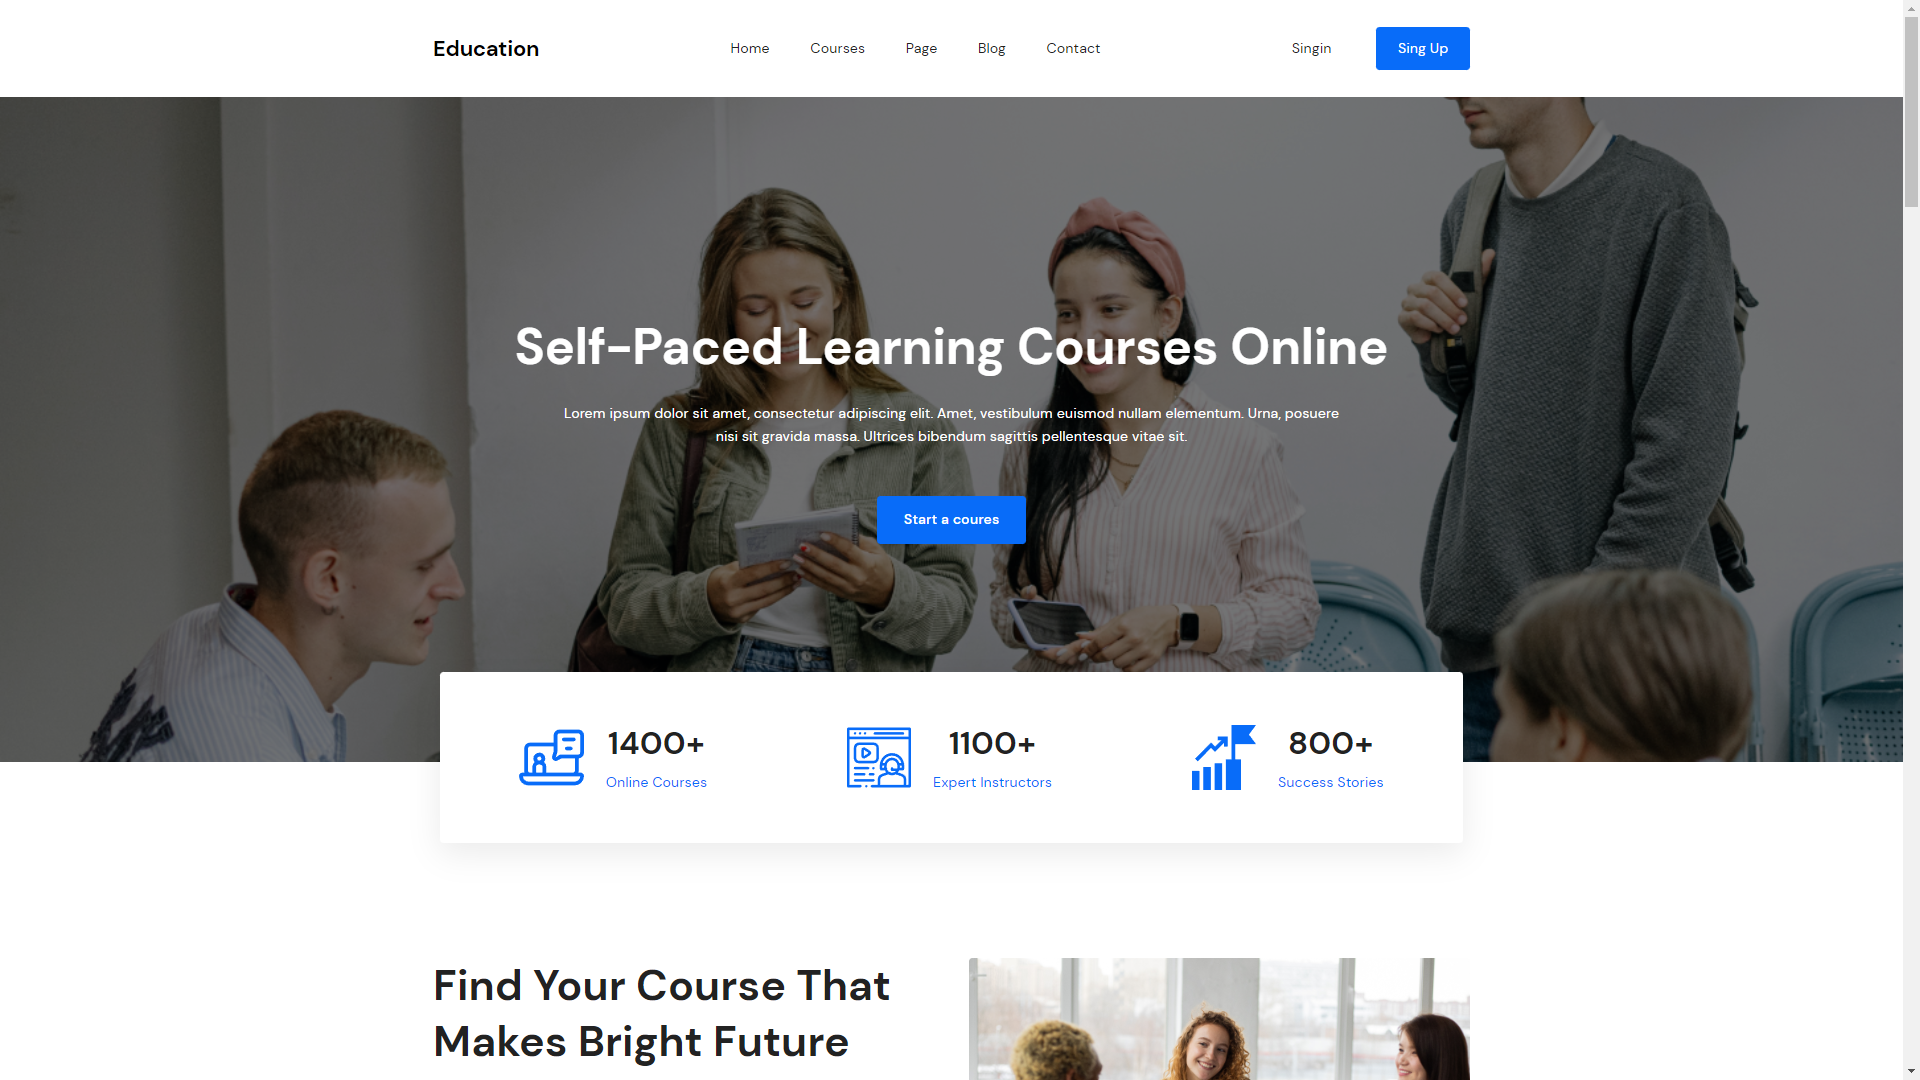 Education
Home
Courses
Page
Blog
Contact
Singin
Sing Up
Self-Paced Learning Courses Online
Lorem ipsum dolor sit amet, consectetur adipiscing elit. Amet, vestibulum euismod nullam elementum. Urna, posuere
nisi sit gravida massa. Ultrices bibendum sagittis pellentesque vitae sit.
Start a coures
1400+
Online Courses
1100+
Expert Instructors
800+
Success Stories
Find Your Course That
Makes Bright Future